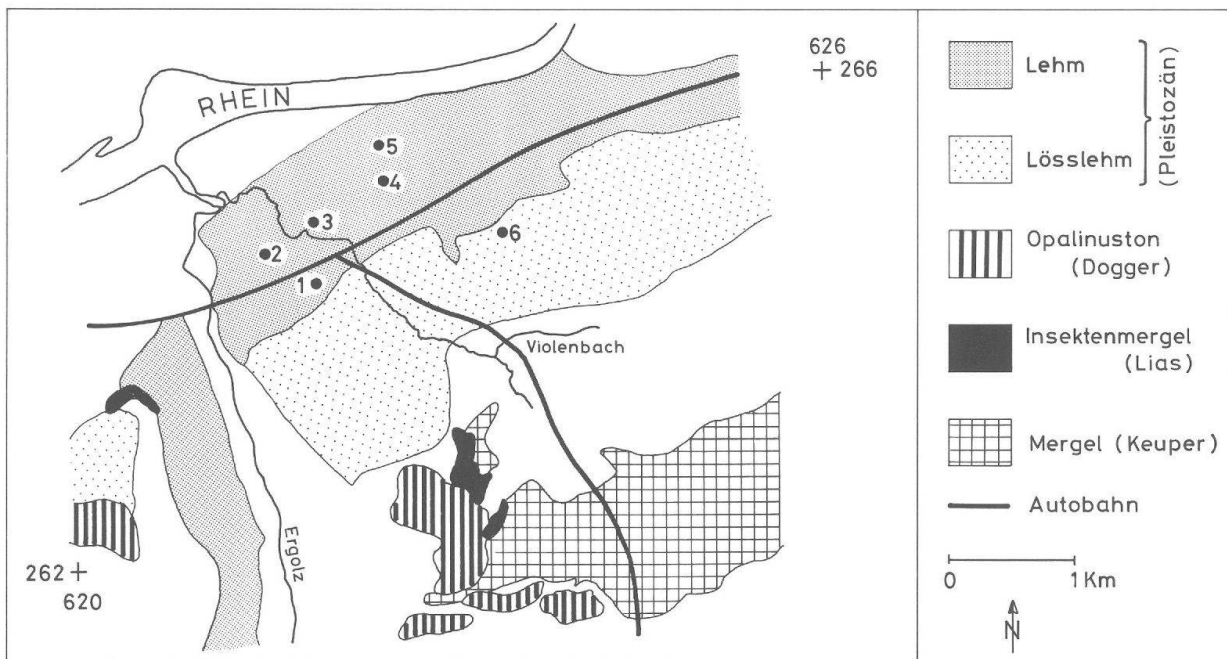 626
+ 266
RHEIN
5
4
3
6
2
1
Violenbach
Ergolz
262 +
620
Lehm
Lösslehm
(Pleistozän)
Opalinuston
(Dogger)
Insektenmergel
(Lias)
Mergel (Keuper)
Autobahn
0 1 Km
N